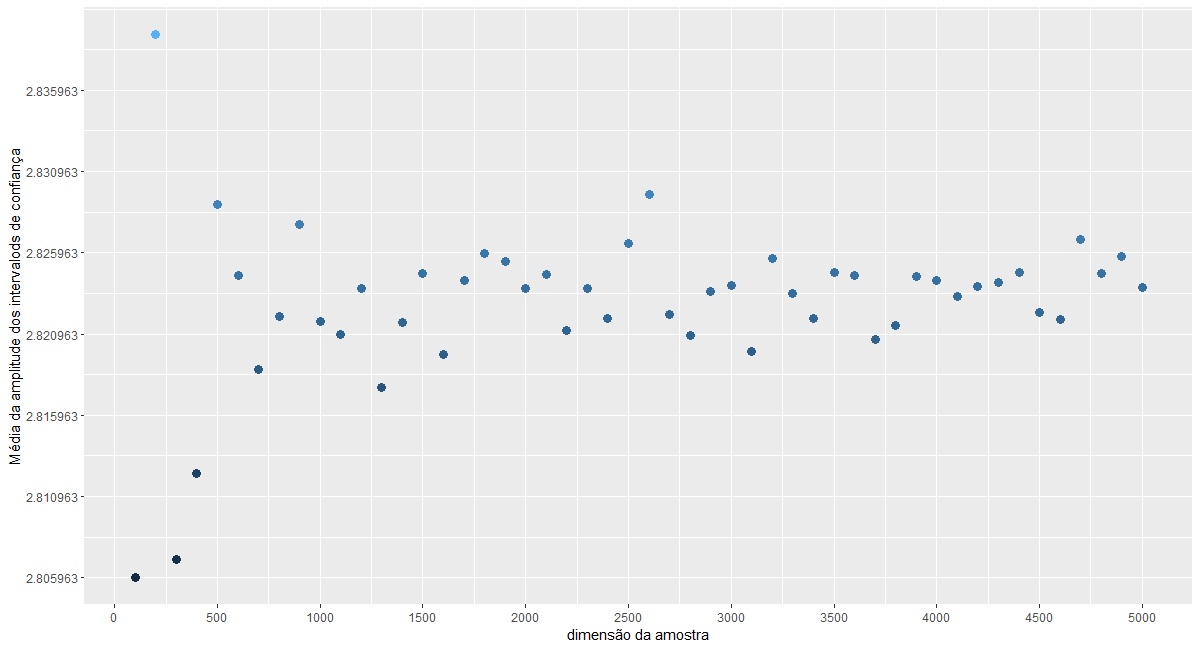 Média da amplitude dos intervalods de confiança
2.835963
2.830963
2.825963
2.820963
2.815963
2.810963
2.805963
0 500 1000 1500 2000 2500 3000 3500 4000 4500 5000
dimensão da amostra